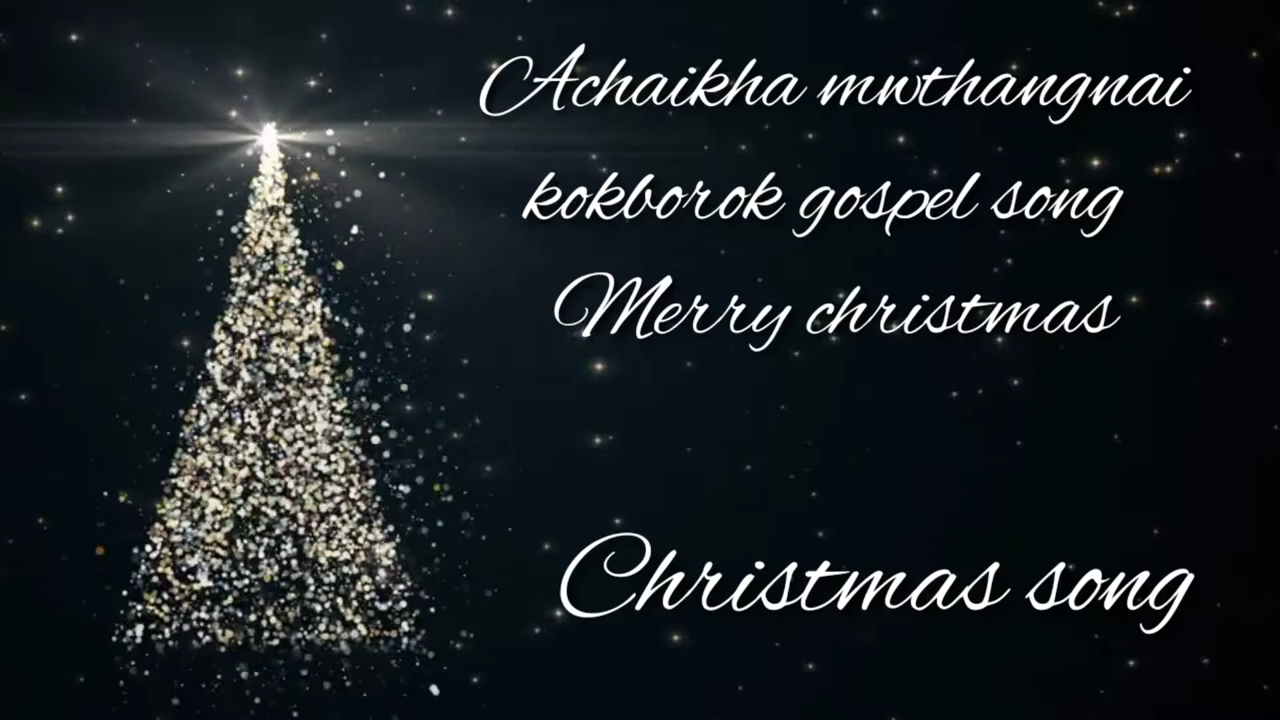 Achaikha mwthangnai
kokborok gospel song
Merry christmas
Christmas song